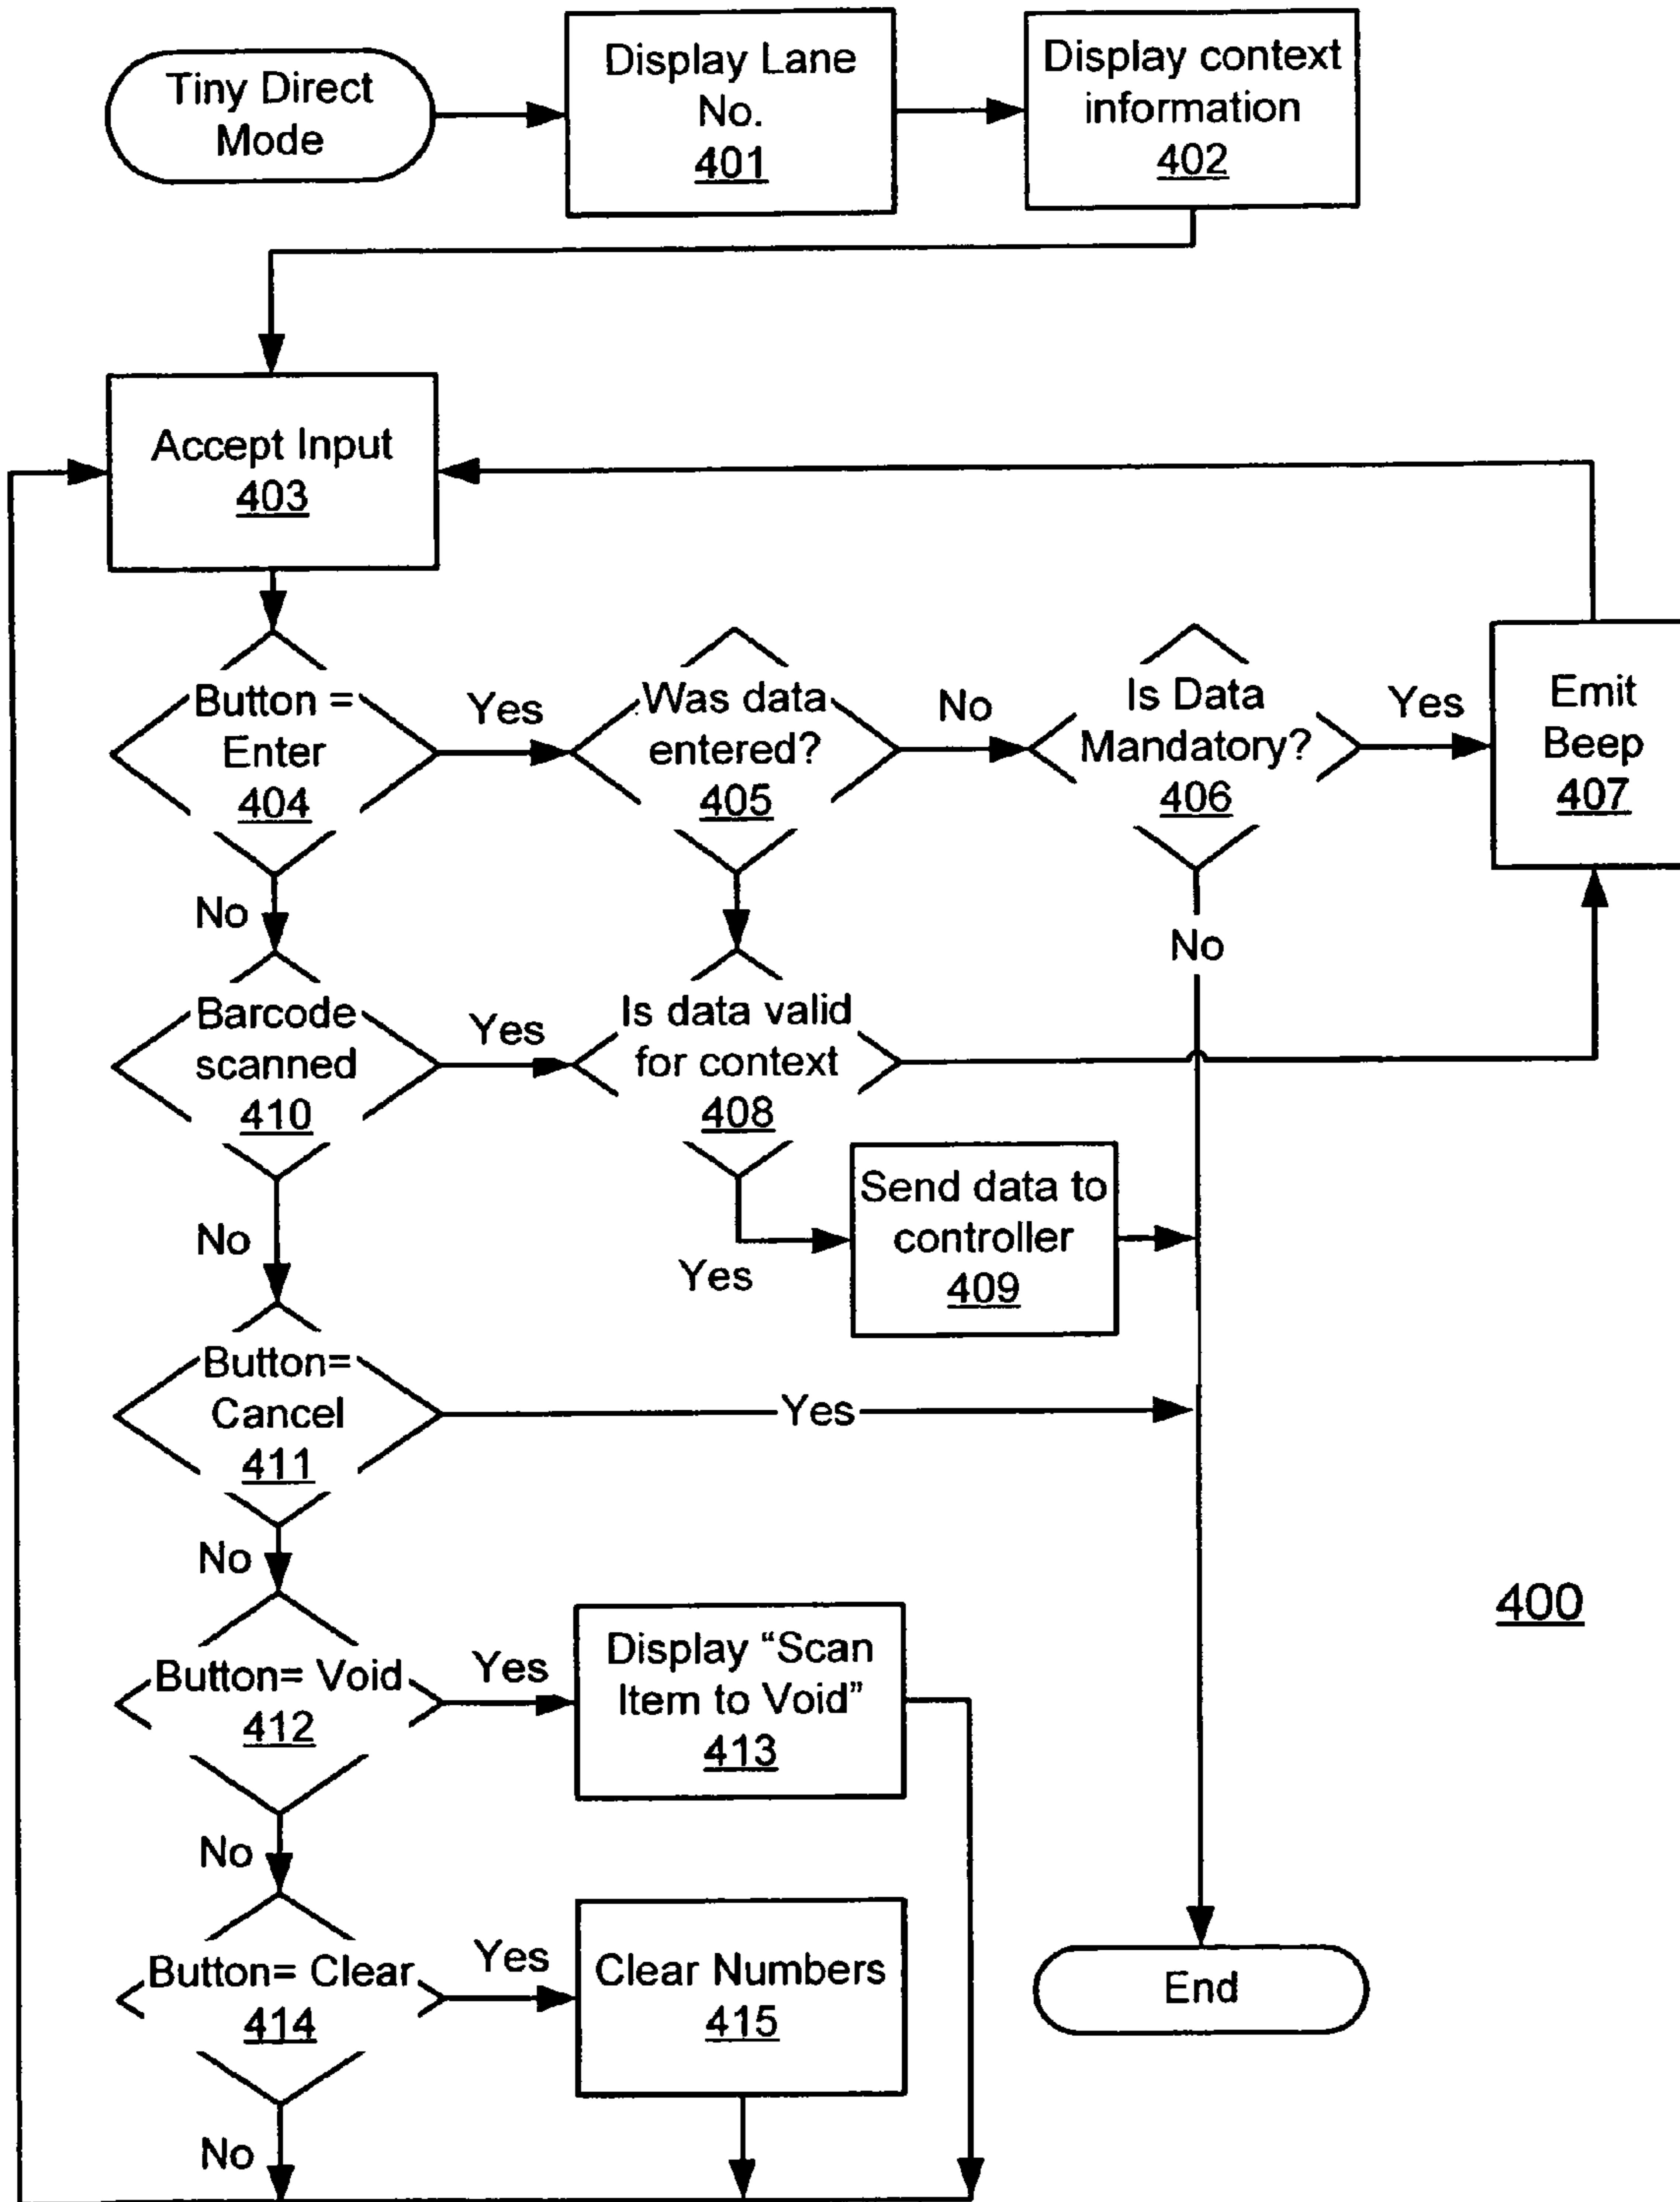 Tiny Direct
Mode
Display Lane
No.
401
Display context
information
402
Accept Input
403
Button =
Enter
404
Yes
Was data
entered?
405
No
Is Data
Mandatory?
406
Yes
Emit
Beep
407
No
No
Barcode
scanned
410
Yes
Is data valid
for context
408
Yes
Send data to
controller
409
No
Button=
Cancel
411
Yes
No
Button= Void
412
Yes
Display “Scan
Item to Void”
413
400
No
Button= Clear
414
Yes
Clear Numbers
415
End
No